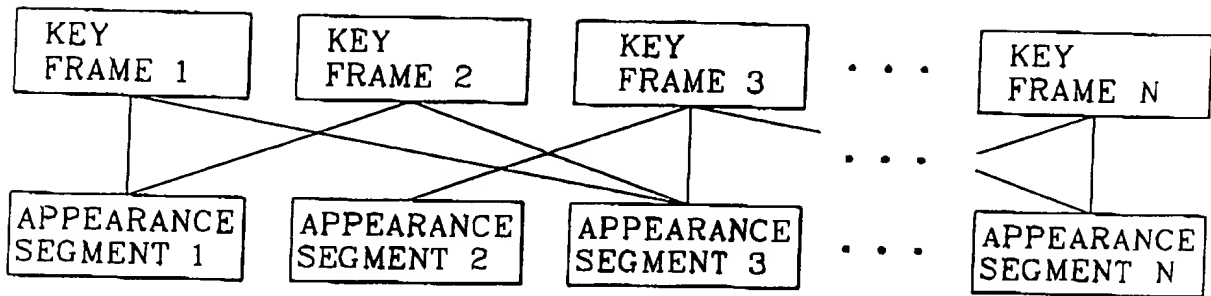 KEY
FRAME 1
KEY
FRAME 2
KEY
FRAME 3
KEY
FRAME N
APPEARANCE
SEGMENT 1
APPEARANCE
SEGMENT 2
APPEARANCE
SEGMENT 3
APPEARANCE
SEGMENT N